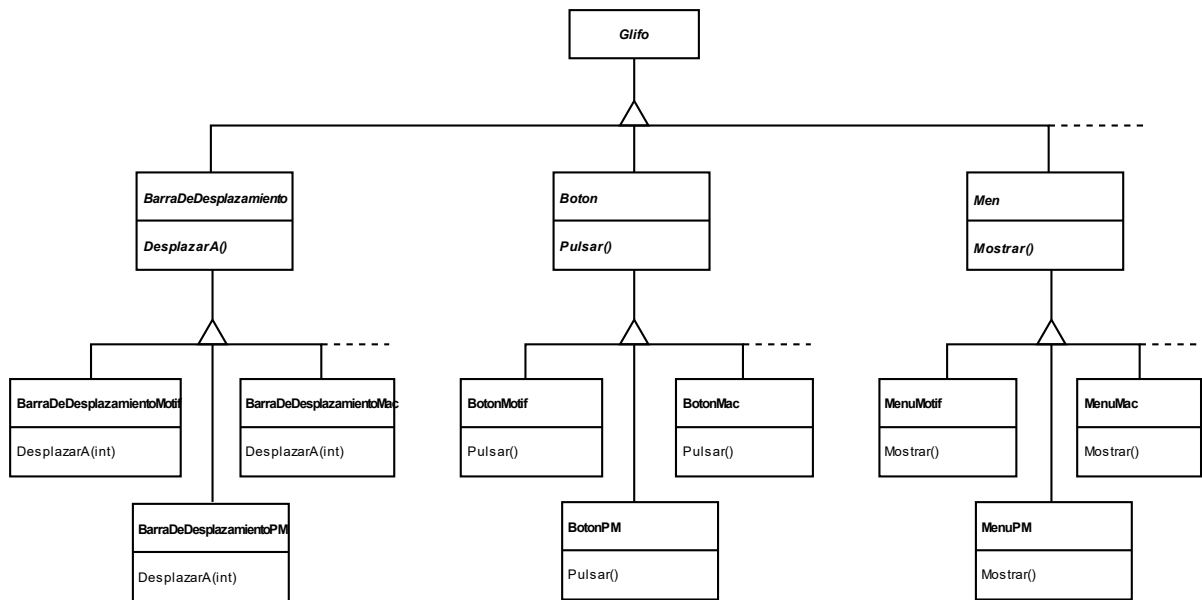 Glifo
BarraDeDesplazamiento
DesplazarA()
Boton
Pulsar()
Men
Mostrar()
BarraDeDesplazamientoMotif
DesplazarA(int)
BarraDeDesplazamientoMac
DesplazarA(int)
BotonMotif
Pulsar()
BotonMac
Pulsar()
MenuMotif
Mostrar()
MenuMac
Mostrar()
BarraDeDesplazamientoPM
DesplazarA(int)
BotonPM
Pulsar()
MenuPM
Mostrar()